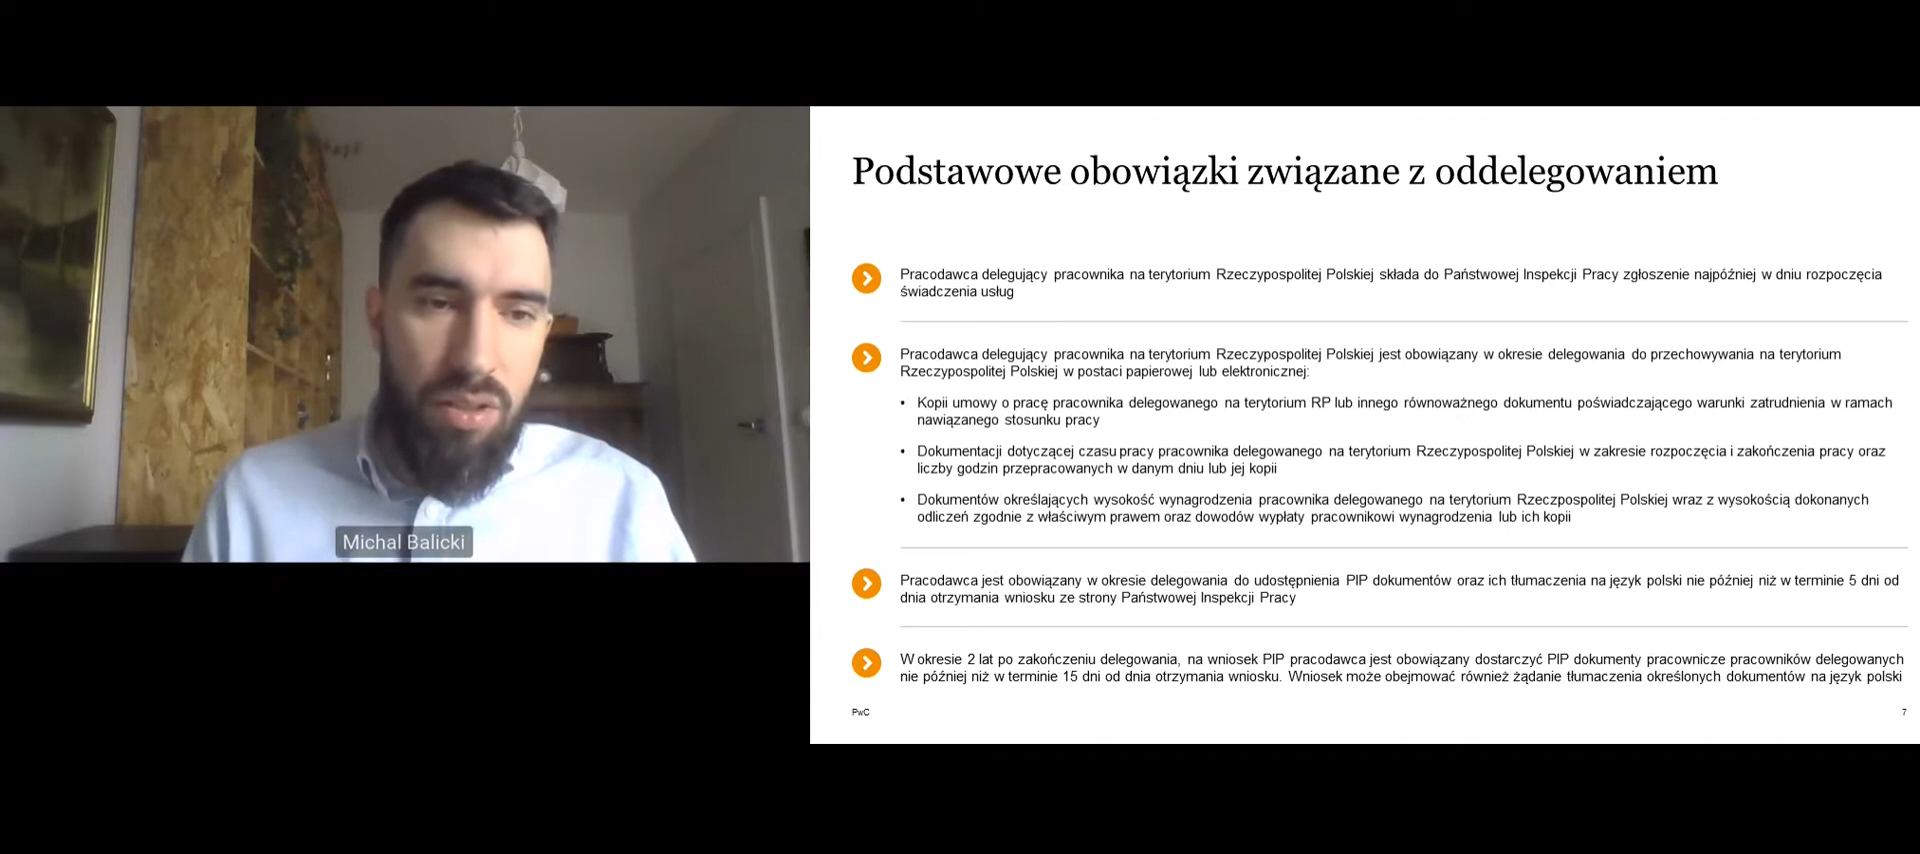 Podstawowe obowiązki związane z oddelegowaniem
Pracodawca delegujący pracownika na terytorium Rzeczypospolitej Polskiej składa do Państwowej Inspekcji Pracy zgłoszenie najpóźniej w dniu rozpoczęcia
świadczenia usług
Pracodawca delegujący pracownika na terytorium Rzeczypospolitej Polskiej jest obowiązany w okresie delegowania do przechowywania na terytorium
Rzeczypospolitej Polskiej w postaci papierowej lub elektronicznej:
• Kopii umowy o pracę pracownika delegowanego na terytorium RP lub innego równoważnego dokumentu poświadczającego warunki zatrudnienia w ramach
nawiązanego stosunku pracy
• Dokumentacji dotyczącej czasu pracy pracownika delegowanego na terytorium Rzeczypospolitej Polskiej w zakresie rozpoczęcia i zakończenia pracy oraz
liczby godzin przepracowanych w danym dniu lub jej kopii
• Dokumentów określających wysokość wynagrodzenia pracownika delegowanego na terytorium Rzeczpospolitej Polskiej wraz z wysokością dokonanych
odliczeń zgodnie z właściwym prawem oraz dowodów wypłaty pracownikowi wynagrodzenia lub ich kopii
Pracodawca jest obowiązany w okresie delegowania do udostępnienia PIP dokumentów oraz ich tłumaczenia na język polski nie później niż w terminie 5 dni od
dnia otrzymania wniosku ze strony Państwowej Inspekcji Pracy
W okresie 2 lat po zakończeniu delegowania, na wniosek PIP pracodawca jest obowiązany dostarczyć PIP dokumenty pracownicze pracowników delegowanych
nie później niż w terminie 15 dni od dnia otrzymania wniosku. Wniosek może obejmować również żądanie tłumaczenia określonych dokumentów na język polski
PwC
7
Michal Balicki